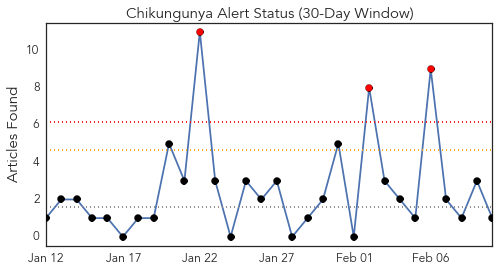 Chikungunya Alert Status (30-Day Window)
Articles Found
10
8
6
4
2
0
Jan 12
Jan 17
Jan 22
Jan 27
Feb 01
Feb 06